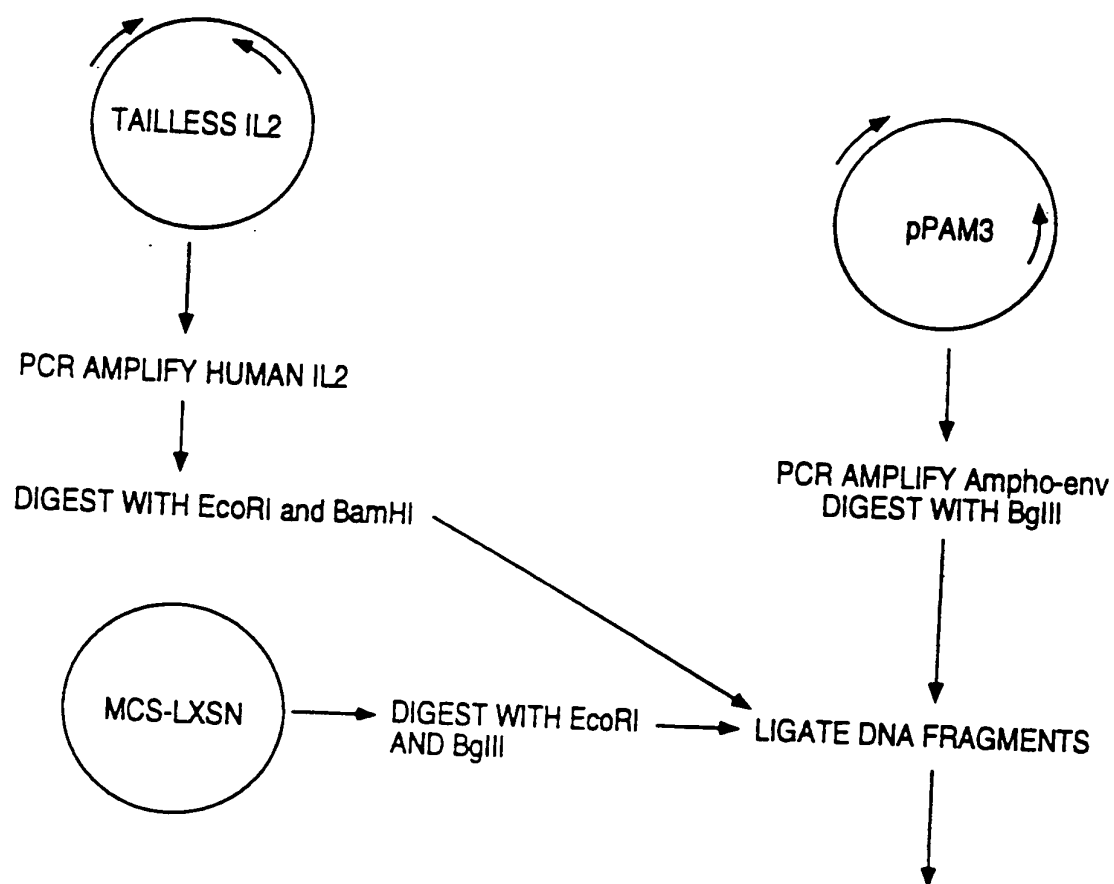 TAILLESS IL2
pPAM3
PCR AMPLIFY HUMAN IL2
DIGEST WITH EcoRI and BamHI
PCR AMPLIFY Ampho-env
DIGEST WITH BglII
MCS-LXSN
DIGEST WITH EcoRI
AND BglII
LIGATE DNA FRAGMENTS